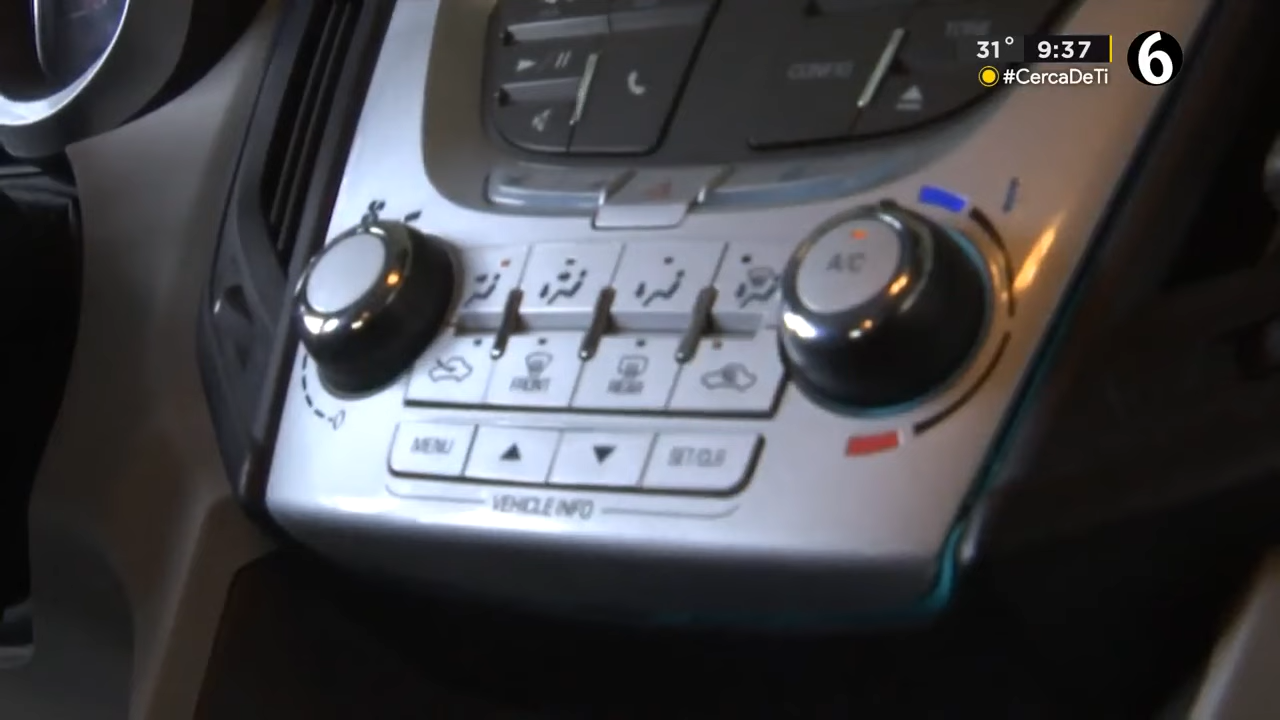 31° 9:37
#CercaDeTi
6
TONE
CONFIG
A/C
FRONT
REAR
MENU
SET/CLR
VEHICLE INFO